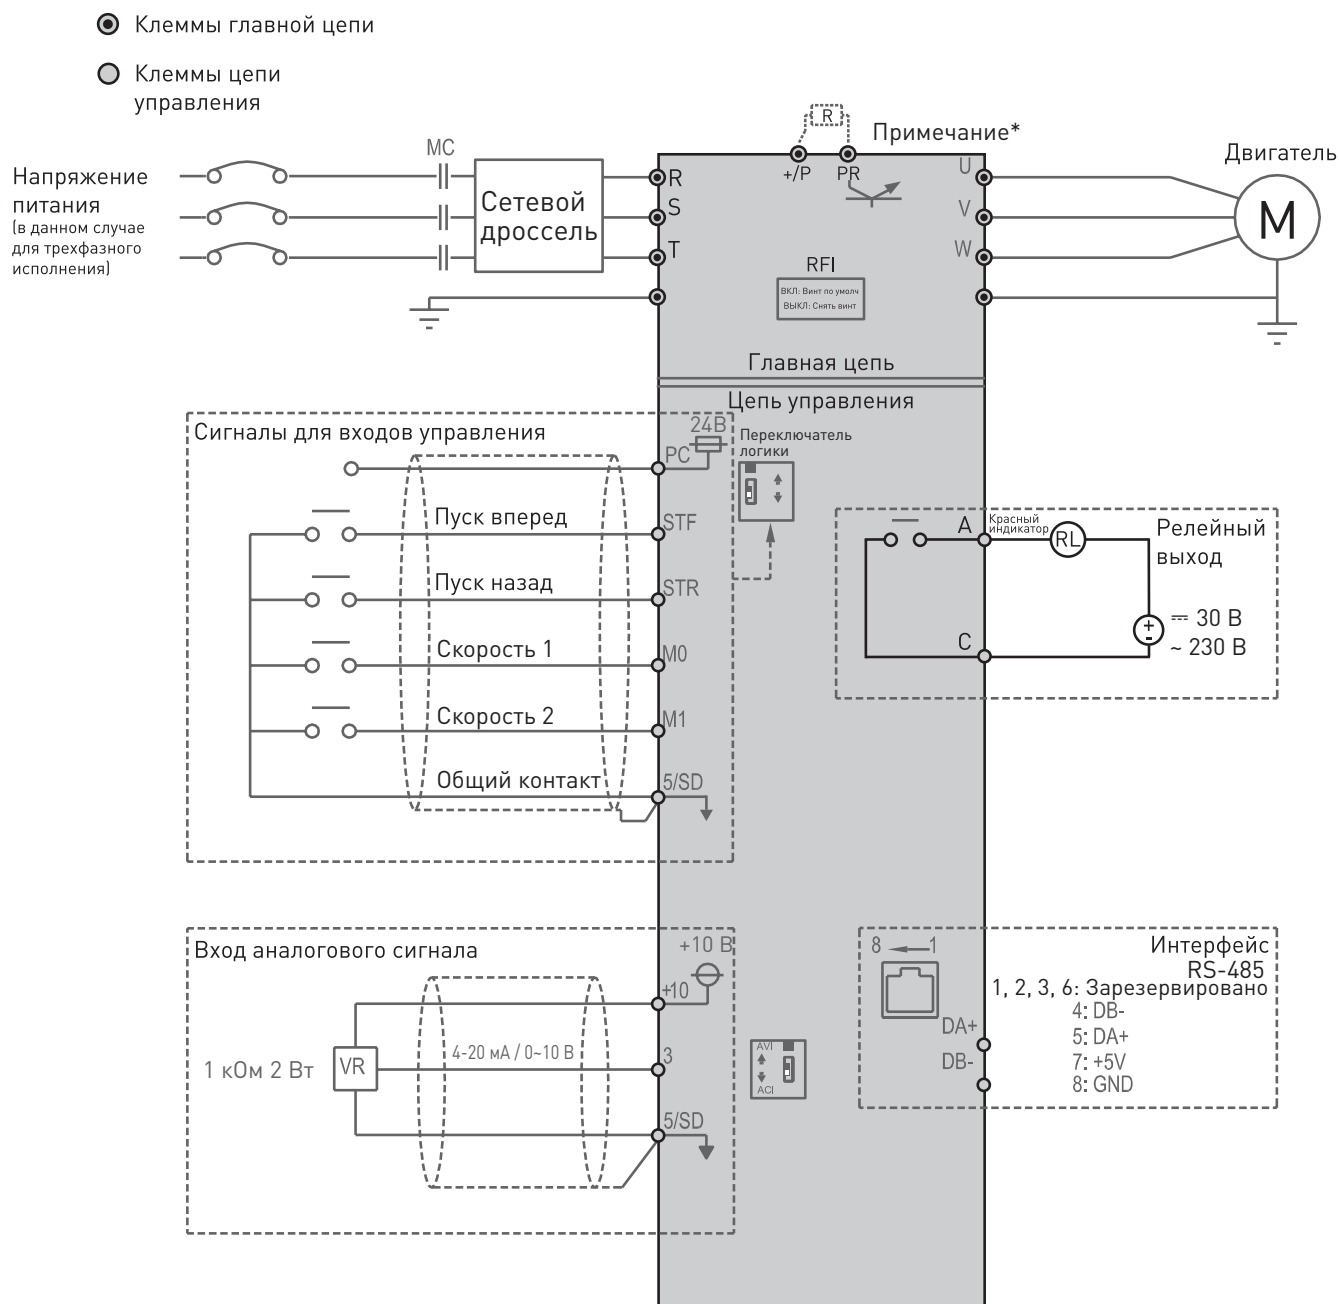 Клеммы главной цепи
Клеммы цепи
управления
Напряжение
питания
(в данном случае
для трехфазного
исполнения)
MC
Сетевой
дроссель
R
S
T
R
Примечание*
+/P
PR
U
V
W
Двигатель
M
RFI
ВКЛ: Винт по умолч
ВЫКЛ: Снять винт
Главная цепь
Цепь управления
Сигналы для входов управления
24В
PC
Переключатель
логики
Пуск вперед
STF
Пуск назад
STR
Скорость 1
M0
Скорость 2
M1
Общий контакт
5/SD
A
Красный
индикатор
RL
Релейный
выход
+
-
⎓ 30 В
~ 230 В
C
Вход аналогового сигнала
+10 В
+10
4-20 мА / 0~10 В
3
1 кОм 2 Вт
VR
5/SD
AVI
ACI
8
1
Интерфейс
RS-485
1, 2, 3, 6: Зарезервировано
4: DB-
5: DA+
7: +5V
8: GND
DA+
DB-